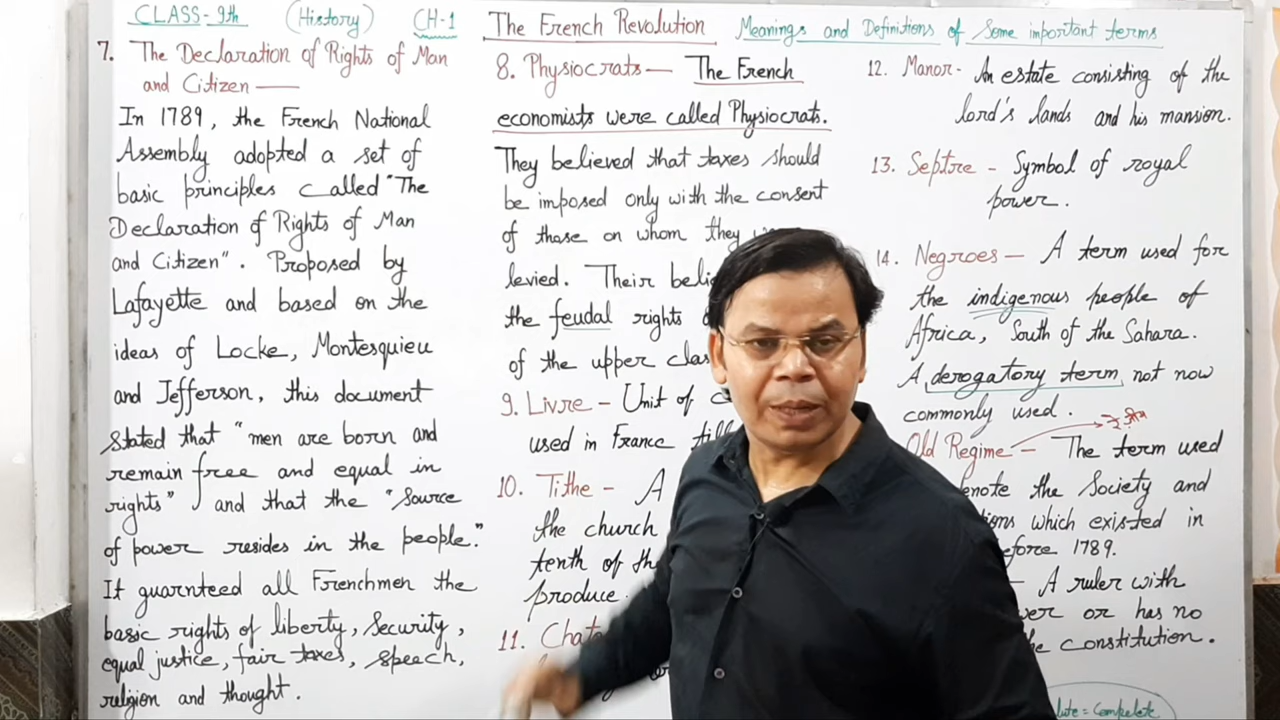 CLASS-9th (History) CH-1 The French Revolution Meanings and Definitions of Some important terms
7. The Declaration of Rights of Man
and Citizen —
In 1789, the French National
Assembly adopted a set of
basic principles called "The
Declaration of Rights of Man
and Citizen". Proposed by
Lafayette and based on the
ideas of Locke, Montesquieu
and Jefferson, this document
stated that "men are born and
remain free and equal in
rights" and that the "source
of power resides in the people."
It guarnteed all Frenchmen the
basic rights of liberty, security,
equal justice, fair taxes, speech,
religion and thought.
8. Physiocrats — The French
economists were called Physiocrats.
They believed that taxes should
be imposed only with the consent
of those on whom they
levied. Their
the feudal rights
of the upper
9. Livre - Unit of
used in France
10. Tithe - A
the church
tenth of
produce.
11.
12. Manor - An estate consisting of the
lord's lands and his mansion.
13. Septre - Symbol of royal
power.
14. Negroes — A term used for
the indigenous people of
Africa, South of the Sahara.
A derogatory term, not now
commonly used.
Old Regime — The term used
the Society and
which existed in
1789.
- A ruler with
or has no
constitution.
= Compelete